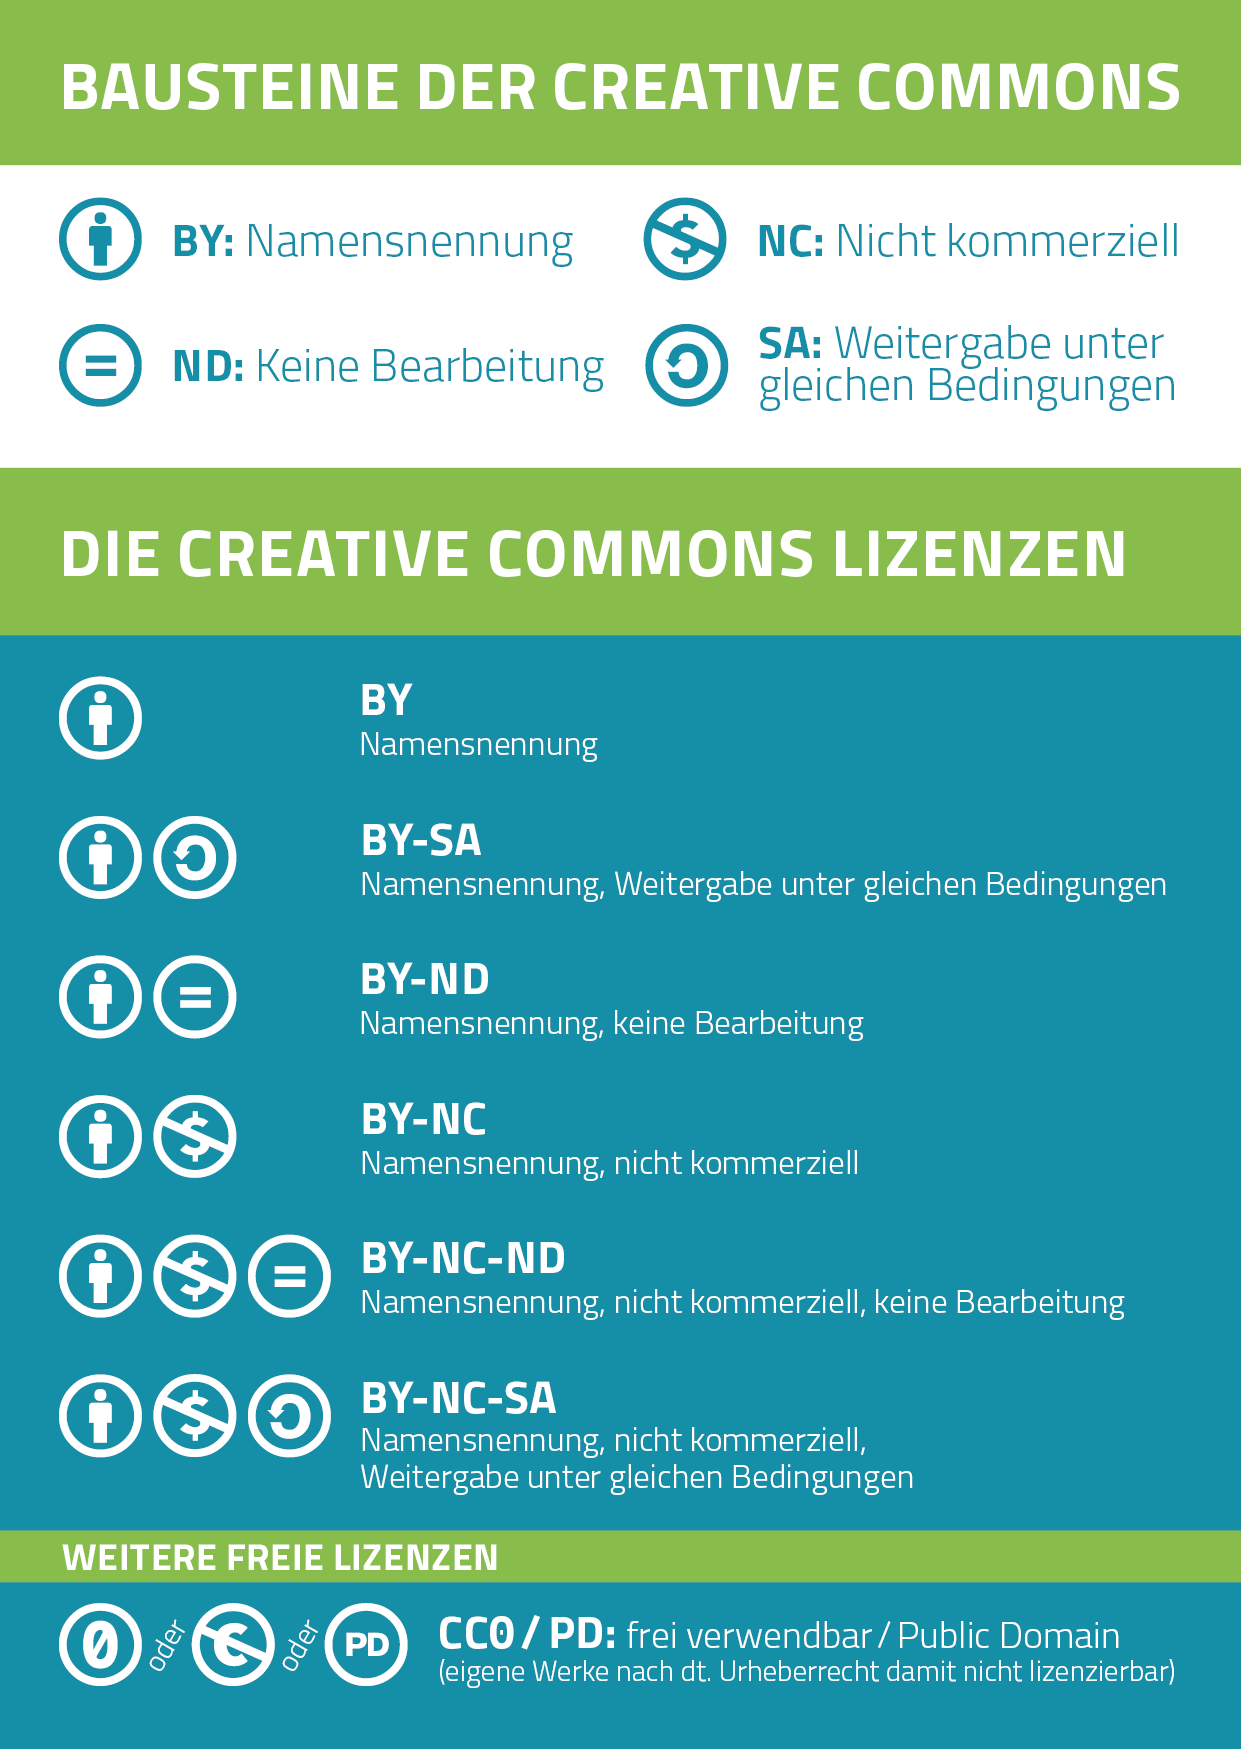 BAUSTEINE DER CREATIVE COMMONS
BY: Namensnennung
NC: Nicht kommerziell
ND: Keine Bearbeitung
SA: Weitergabe unter
gleichen Bedingungen
DIE CREATIVE COMMONS LIZENZEN
BY
Namensnennung
BY-SA
Namensnennung, Weitergabe unter gleichen Bedingungen
BY-ND
Namensnennung, keine Bearbeitung
BY-NC
Namensnennung, nicht kommerziell
BY-NC-ND
Namensnennung, nicht kommerziell, keine Bearbeitung
BY-NC-SA
Namensnennung, nicht kommerziell,
Weitergabe unter gleichen Bedingungen
WEITERE FREIE LIZENZEN
0 oder C oder PD
CC0 / PD: frei verwendbar / Public Domain
(eigene Werke nach dt. Urheberrecht damit nicht lizenzierbar)